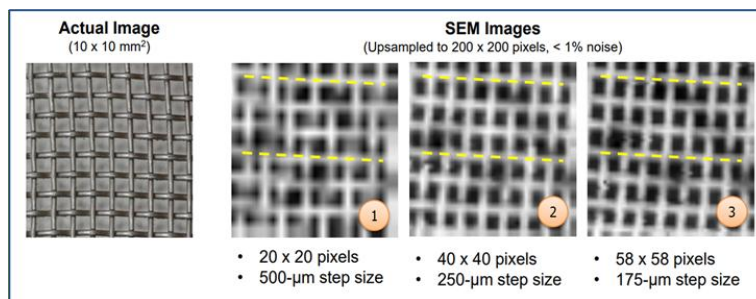 Actual Image
(10 x 10 mm²)
SEM Images
(Upsampled to 200 x 200 pixels, < 1% noise)
1
2
3
• 20 x 20 pixels
• 500-µm step size
• 40 x 40 pixels
• 250-µm step size
• 58 x 58 pixels
• 175-µm step size